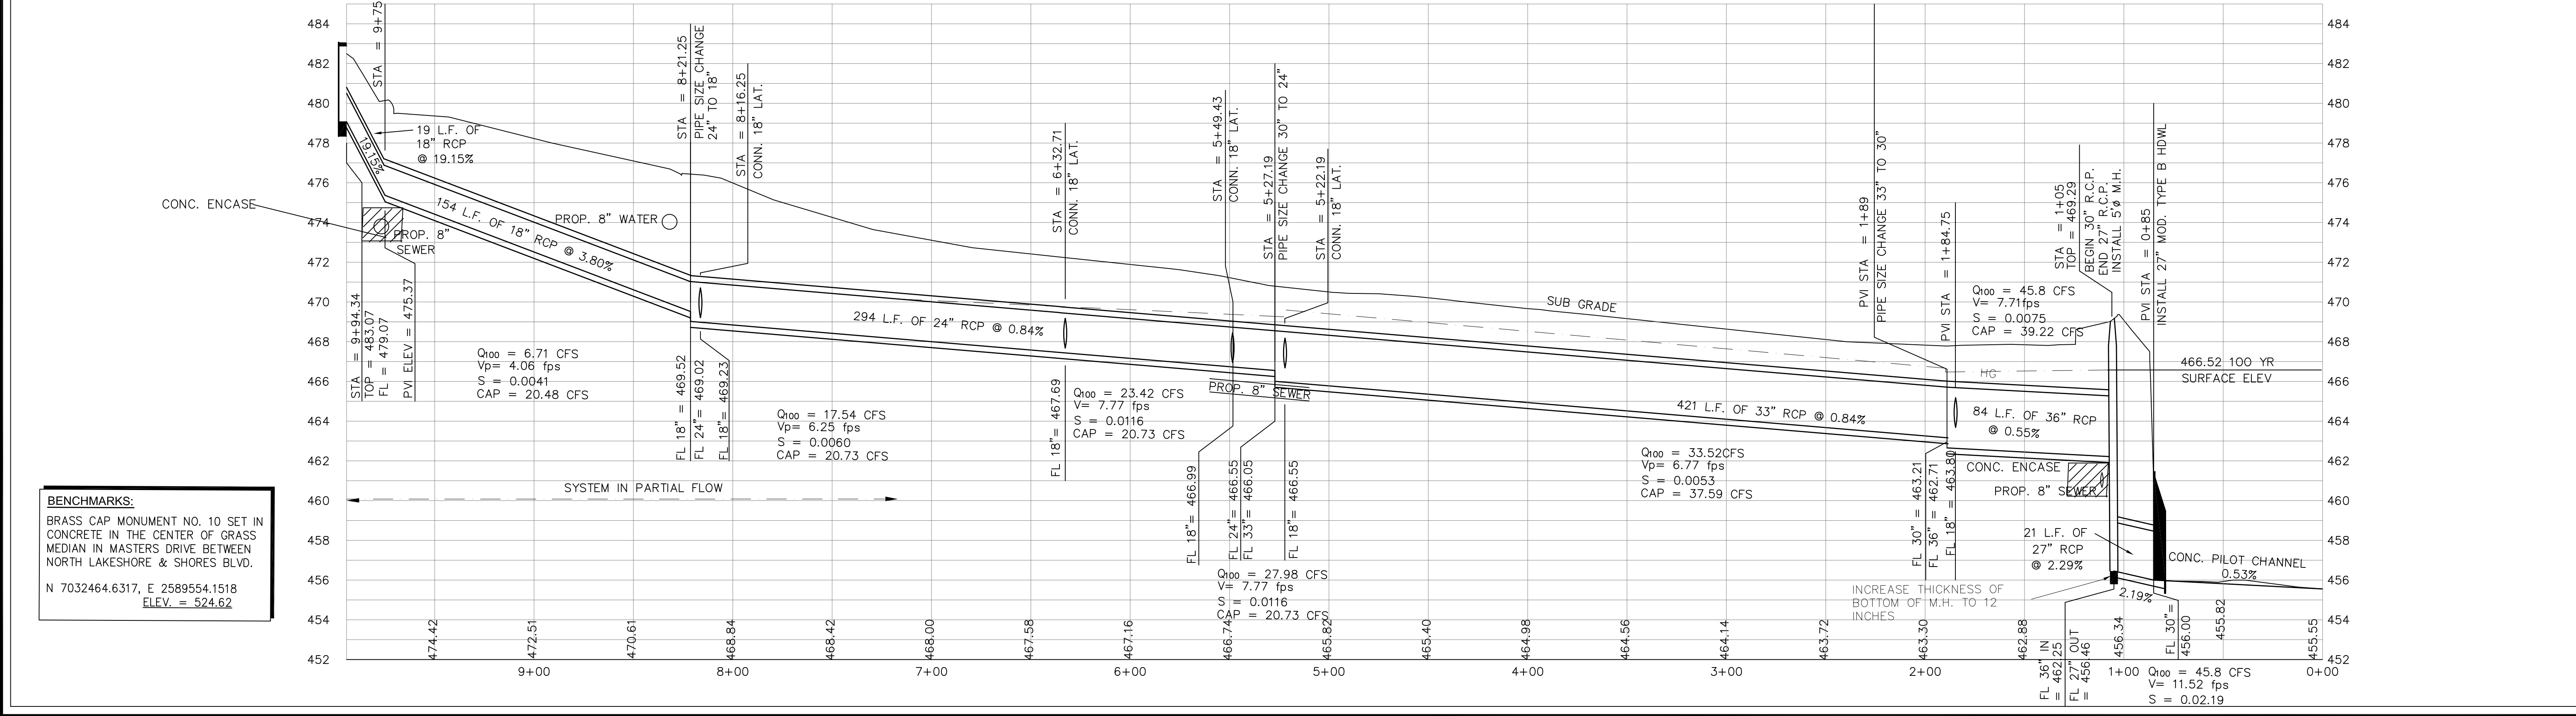 484
482
480
478
476
474
472
470
468
466
464
462
460
458
456
454
452
STA = 9+75
19 L.F. OF
18" RCP
@ 19.15%
19.15%
CONC. ENCASE
PROP. 8"
SEWER
154 L.F. OF 18" RCP @ 3.80%
PROP. 8" WATER
STA = 9+94.34
TOP = 483.07
FL = 479.07
PVI ELEV = 475.37
Q100 = 6.71 CFS
Vp= 4.06 fps
S = 0.0041
CAP = 20.48 CFS
STA = 8+21.25
PIPE SIZE CHANGE
24" TO 18"
STA = 8+16.25
CONN. 18" LAT.
FL 18" = 469.52
FL 24"= 469.02
FL 18"= 469.23
Q100 = 17.54 CFS
Vp= 6.25 fps
S = 0.0060
CAP = 20.73 CFS
294 L.F. OF 24" RCP @ 0.84%
SYSTEM IN PARTIAL FLOW
STA = 6+32.71
CONN. 18" LAT.
FL 18"= 467.69
Q100 = 23.42 CFS
V= 7.77 fps
S = 0.0116
CAP = 20.73 CFS
STA = 5+49.43
CONN. 18" LAT.
STA = 5+27.19
PIPE SIZE CHANGE 30" TO 24"
STA = 5+22.19
CONN. 18" LAT.
PROP. 8" SEWER
FL 18"= 466.99
FL 24"= 466.55
FL 33"= 466.05
FL 18"= 466.55
Q100 = 27.98 CFS
V= 7.77 fps
S = 0.0116
CAP = 20.73 CFS
SUB GRADE
421 L.F. OF 33" RCP @ 0.84%
Q100 = 33.52CFS
Vp= 6.77 fps
S = 0.0053
CAP = 37.59 CFS
PVI STA = 1+89
PIPE SIZE CHANGE 33" TO 30"
PVI STA = 1+84.75
FL 30" = 463.21
FL 36" = 462.71
FL 18" = 463.80
Q100 = 45.8 CFS
V= 7.71fps
S = 0.0075
CAP = 39.22 CFS
HG
84 L.F. OF 36" RCP
@ 0.55%
CONC. ENCASE
PROP. 8" SEWER
STA = 1+05
TOP = 469.29
BEGIN 30" R.C.P.
END 27" R.C.P.
INSTALL 5'ø M.H.
PVI STA = 0+85
INSTALL 27" MOD. TYPE B HDWL
466.52 100 YR
SURFACE ELEV
21 L.F. OF
27" RCP
@ 2.29%
CONC. PILOT CHANNEL
0.53%
INCREASE THICKNESS OF
BOTTOM OF M.H. TO 12
INCHES
2.19%
FL 36" IN
= 462.25
FL 27" OUT
= 456.46
FL 30"=
456.00
Q100 = 45.8 CFS
V= 11.52 fps
S = 0.02.19
BENCHMARKS:
BRASS CAP MONUMENT NO. 10 SET IN
CONCRETE IN THE CENTER OF GRASS
MEDIAN IN MASTERS DRIVE BETWEEN
NORTH LAKESHORE & SHORES BLVD.
N 7032464.6317, E 2589554.1518
ELEV. = 524.62
474.42
472.51
470.61
468.84
468.42
468.00
467.58
467.16
466.74
465.82
465.40
464.98
464.56
464.14
463.72
463.30
462.88
456.34
455.82
455.55
9+00
8+00
7+00
6+00
5+00
4+00
3+00
2+00
1+00
0+00
484
482
480
478
476
474
472
470
468
466
464
462
460
458
456
454
452